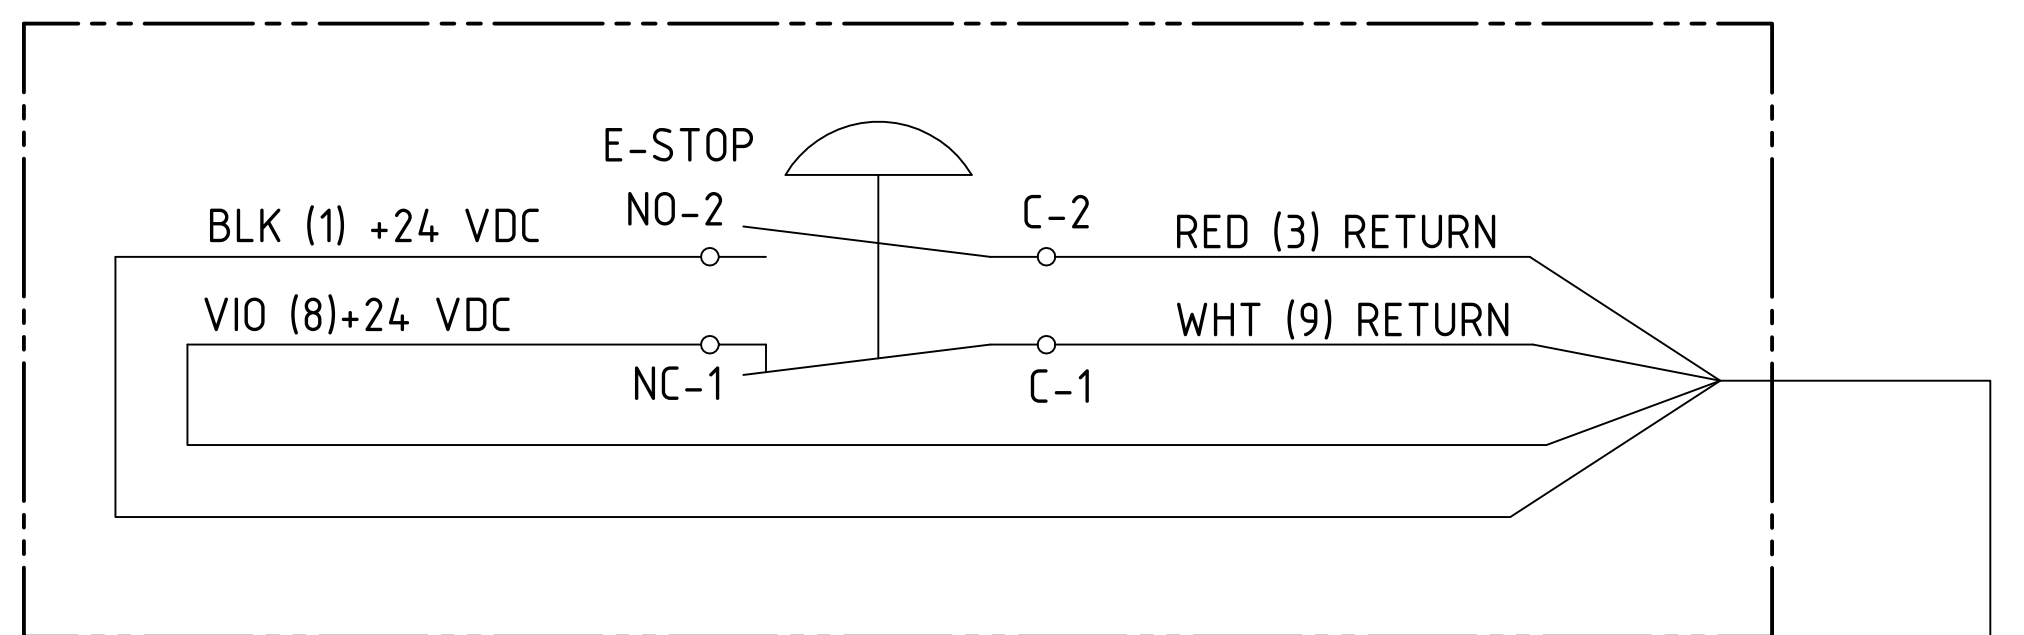 E-STOP
NO-2
C-2
BLK (1) +24 VDC
RED (3) RETURN
VIO (8)+24 VDC
WHT (9) RETURN
NC-1
C-1